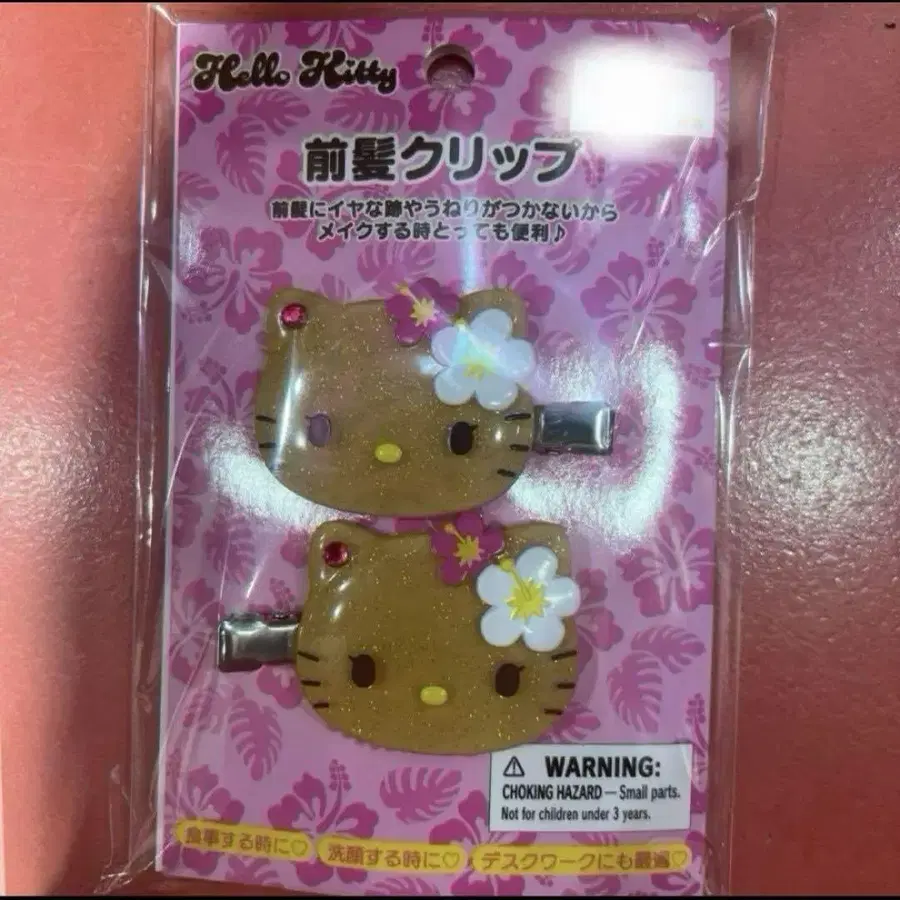 Hello Kitty
前髪クリップ
前髪にイヤな跡やうねりがつかないから
メイクする時とっても便利♪
⚠ WARNING:
CHOKING HAZARD — Small parts.
Not for children under 3 years.
食事する時に♡ 洗顔する時に♡ デスクワークにも最適♡